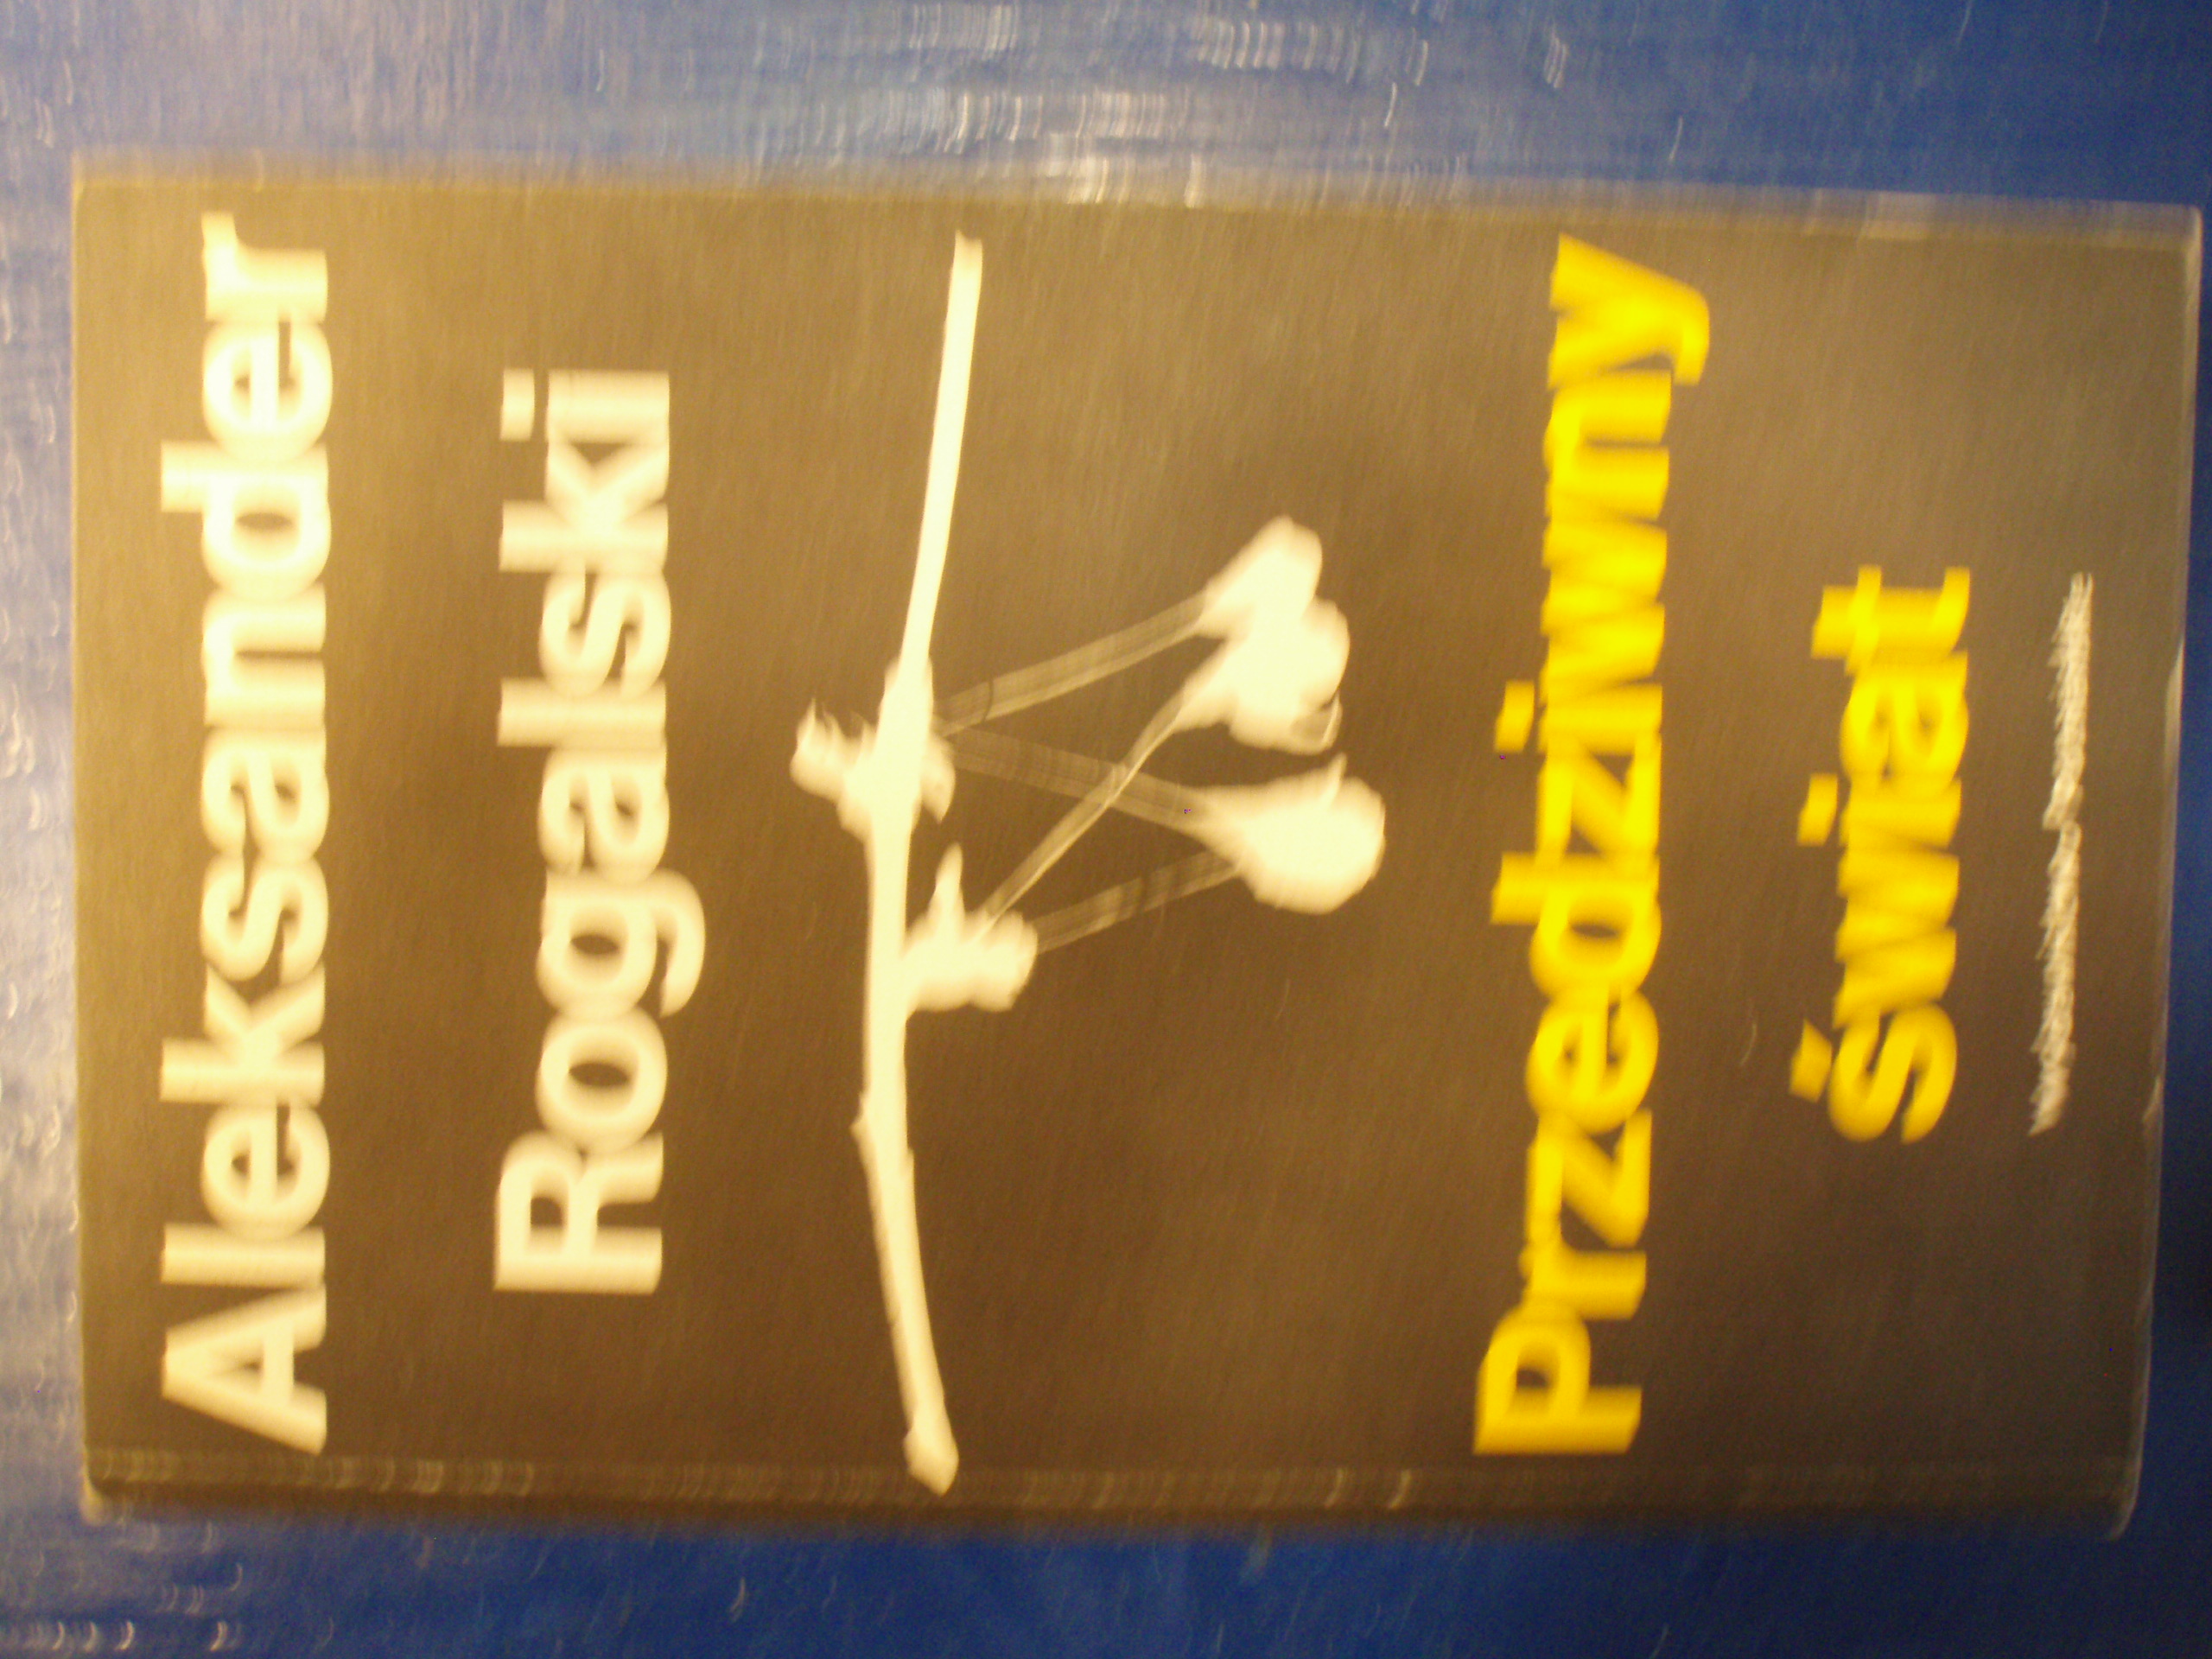 Aleksander
Rogalski
Przedziwny
świat